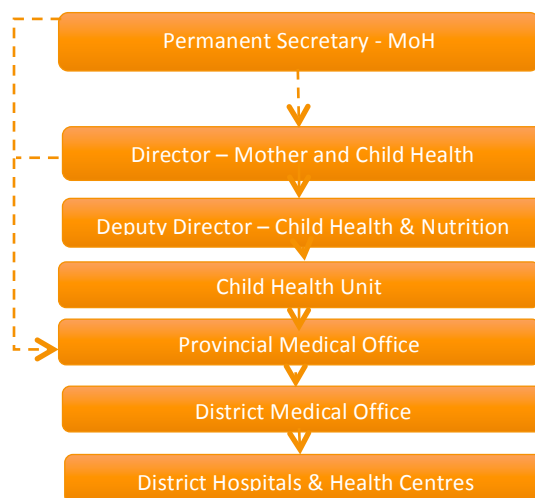 Permanent Secretary - MoH
Director – Mother and Child Health
Deputy Director – Child Health & Nutrition
Child Health Unit
Provincial Medical Office
District Medical Office
District Hospitals & Health Centres